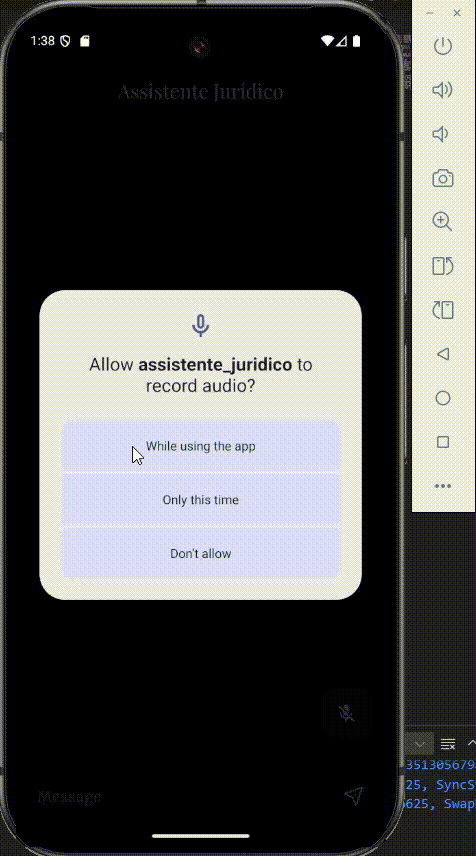 1:38
Assistente Jurídico
Allow assistente_juridico to
record audio?
While using the app
Only this time
Don't allow
351305679
25, SyncS
625, Swap
Message